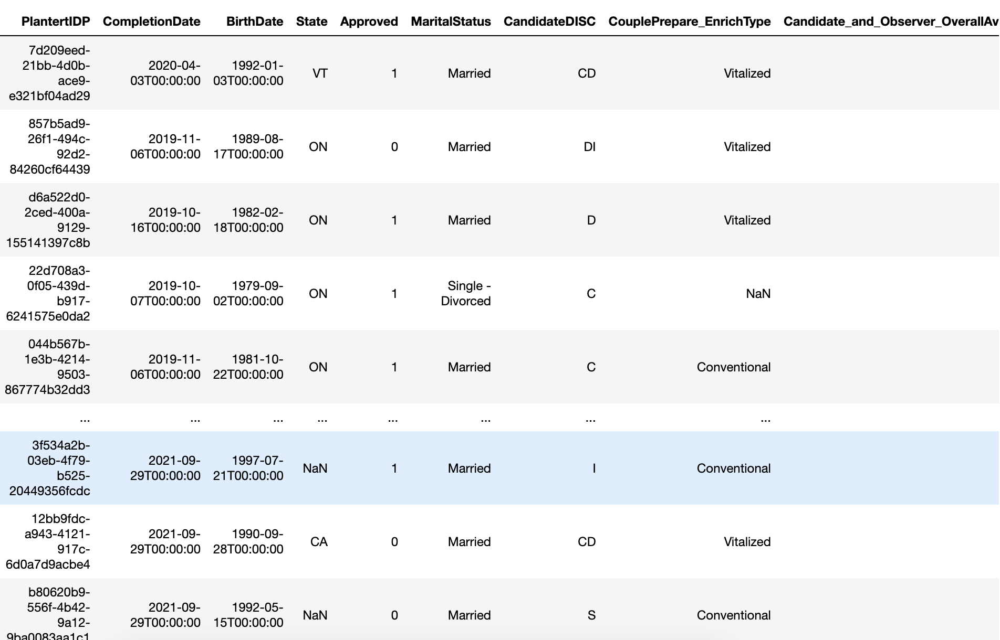 PlantertIDP CompletionDate BirthDate State Approved MaritalStatus CandidateDISC CouplePrepare_EnrichType Candidate_and_Observer_OverallAv
7d209eed-
21bb-4d0b- 2020-04- 1992-01-
VT 1 Married CD Vitalized
ace9- 03T00:00:00 03T00:00:00
e321bf04ad29
857b5ad9-
26f1-494c- 2019-11- 1989-08-
ON 0 Married DI Vitalized
92d2- 06T00:00:00 17T00:00:00
84260cf64439
d6a522d0-
2ced-400a- 2019-10- 1982-02-
ON 1 Married D Vitalized
9129- 16T00:00:00 18T00:00:00
155141397c8b
22d708a3-
0f05-439d- 2019-10- 1979-09- Single -
ON 1 C NaN
b917- 07T00:00:00 02T00:00:00 Divorced
6241575e0da2
044b567b-
1e3b-4214- 2019-11- 1981-10-
ON 1 Married C Conventional
9503- 06T00:00:00 22T00:00:00
867774b32dd3
... ... ... ... ... ... ... ...
3f534a2b-
03eb-4f79- 2021-09- 1997-07-
NaN 1 Married I Conventional
b525- 29T00:00:00 21T00:00:00
20449356fcdc
12bb9fdc-
a943-4121- 2021-09- 1990-09-
CA 0 Married CD Vitalized
917c- 29T00:00:00 28T00:00:00
6d0a7d9acbe4
b80620b9-
556f-4b42- 2021-09- 1992-05-
NaN 0 Married S Conventional
9a12- 29T00:00:00 15T00:00:00
9ba0083aa1c1